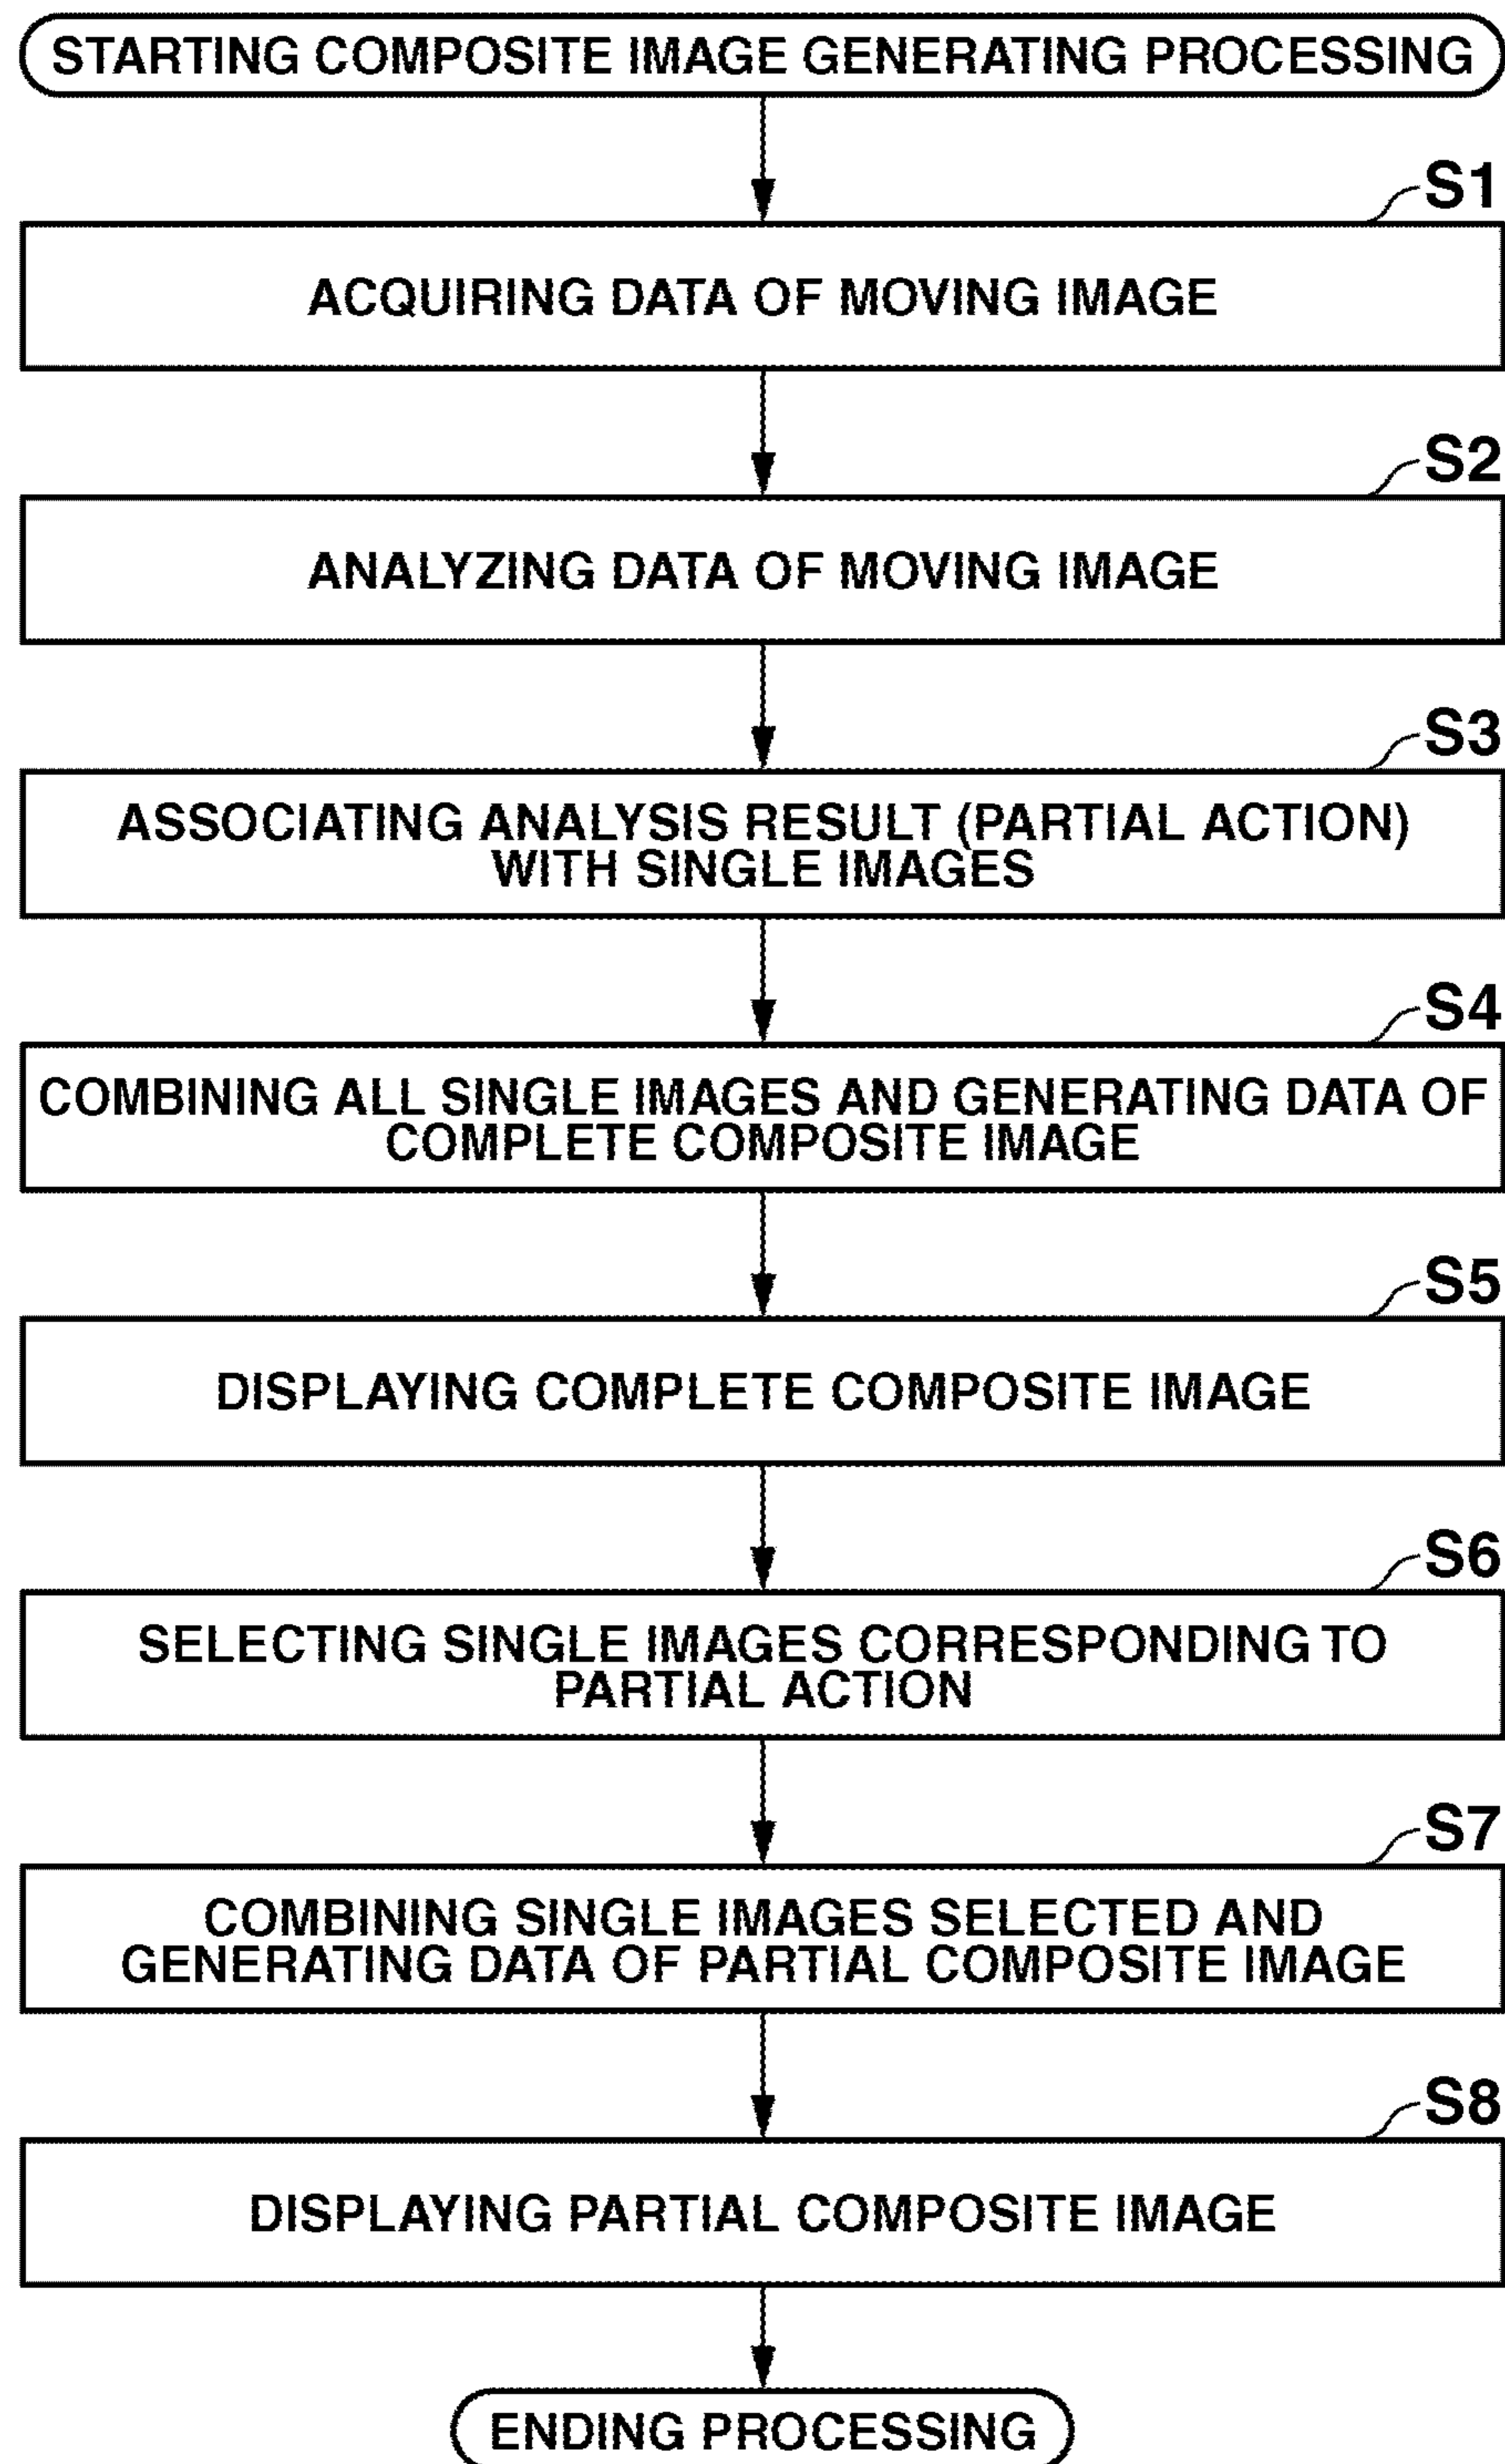 STARTING COMPOSITE IMAGE GENERATING PROCESSING
S1
ACQUIRING DATA OF MOVING IMAGE
S2
ANALYZING DATA OF MOVING IMAGE
S3
ASSOCIATING ANALYSIS RESULT (PARTIAL ACTION)
WITH SINGLE IMAGES
S4
COMBINING ALL SINGLE IMAGES AND GENERATING DATA OF
COMPLETE COMPOSITE IMAGE
S5
DISPLAYING COMPLETE COMPOSITE IMAGE
S6
SELECTING SINGLE IMAGES CORRESPONDING TO
PARTIAL ACTION
S7
COMBINING SINGLE IMAGES SELECTED AND
GENERATING DATA OF PARTIAL COMPOSITE IMAGE
S8
DISPLAYING PARTIAL COMPOSITE IMAGE
ENDING PROCESSING